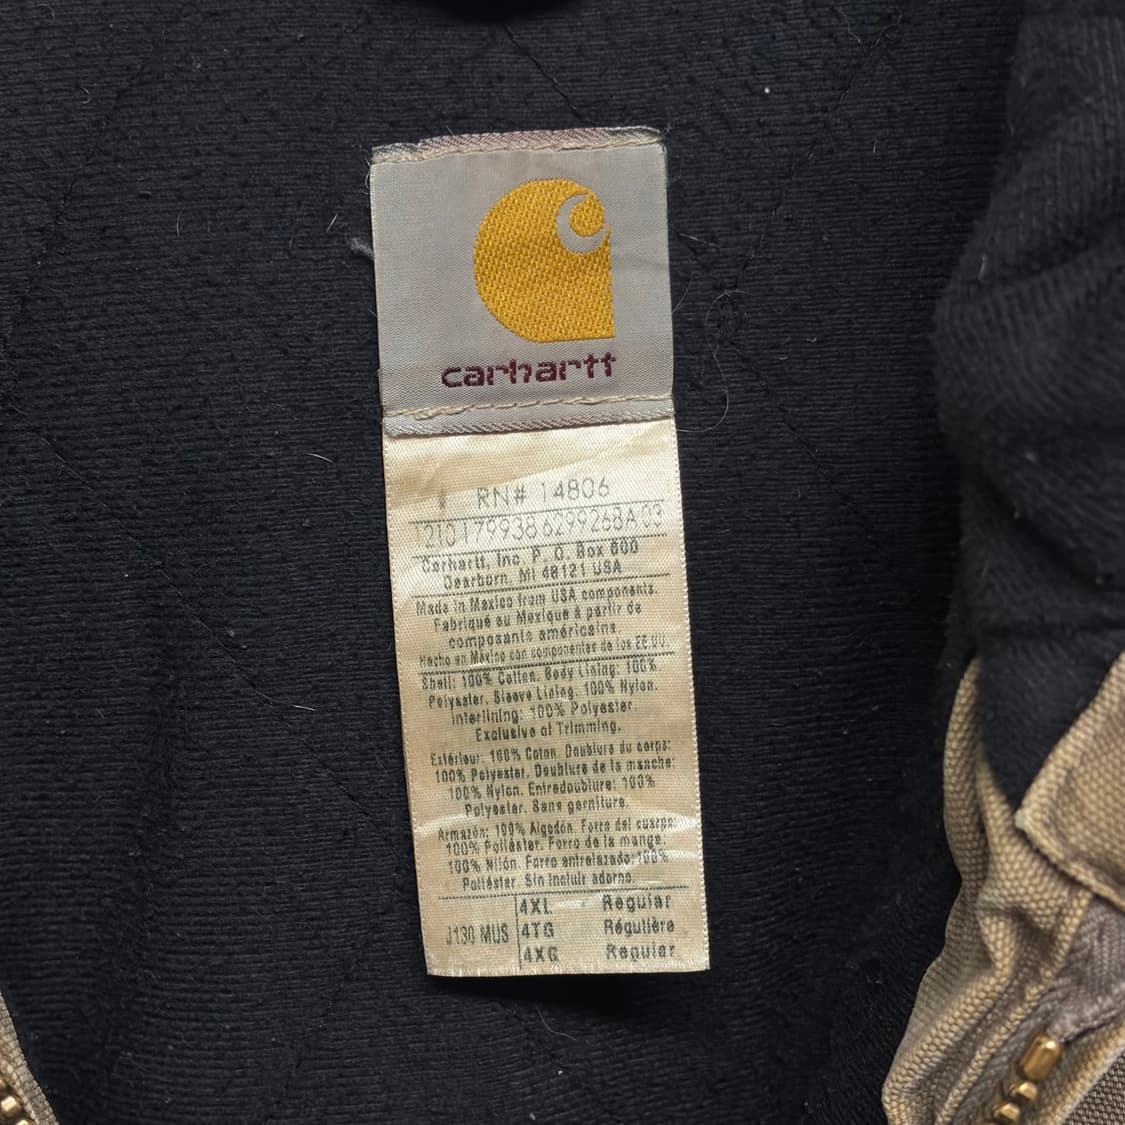 carhartt
RN# 14806
12101799386299268A 03
Carhartt, Inc. P. O. Box 600
Dearborn, MI 48121 USA
Made in Mexico from USA components.
Fabriqué au Mexique à partir de
composants américains
Hecho en México con componentes de los EE.UU.
Shell: 100% Cotton. Body Lining: 100%
Polyester. Sleeve Lining: 100% Nylon.
Interlining: 100% Polyester.
Exclusive of Trimming.
Extérieur: 100% Coton. Doublure du corps:
100% Polyester. Doublure de la manche:
100% Nylon. Entredoublure: 100%
Polyester. Sans garniture.
Armazón: 100% Algodón. Forro del cuerpo:
100% Poliéster. Forro de la manga:
100% Nilón. Forro entrelazado: 100%
Poliéster. Sin incluir adorno.
J130 MUS
4XL Regular
4TG Régulière
4XG Regular